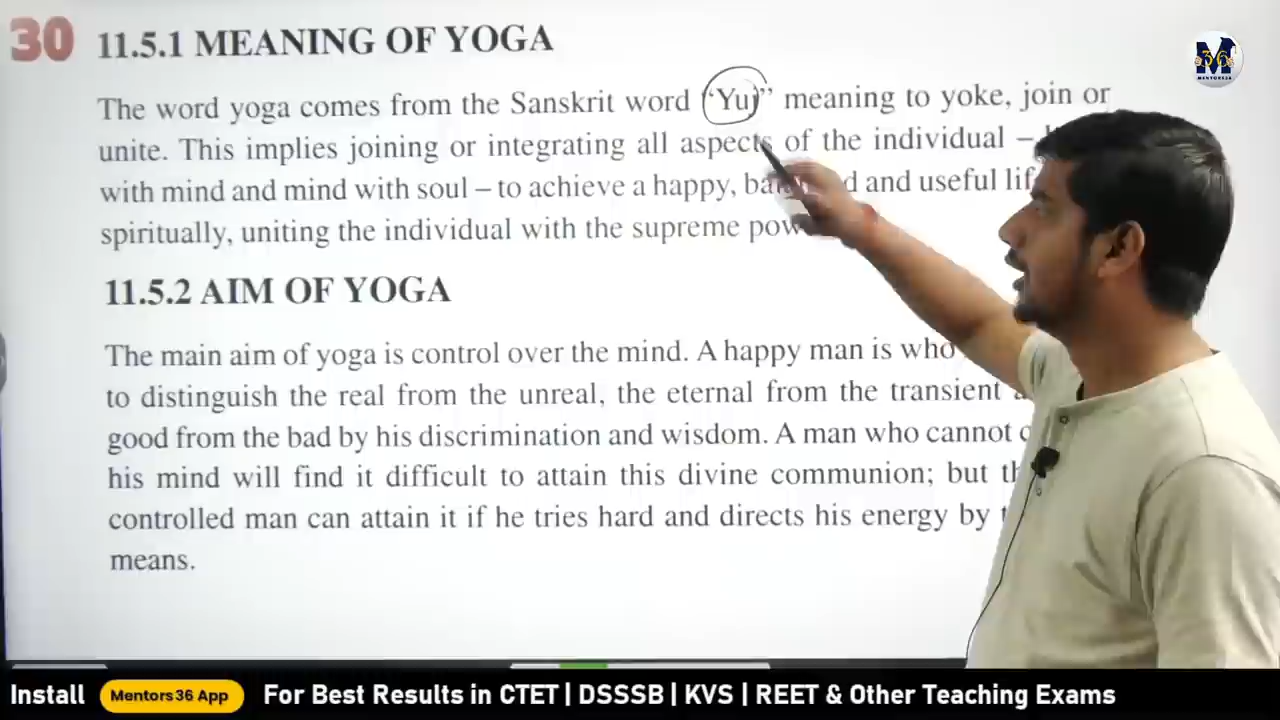 30 11.5.1 MEANING OF YOGA
M36
MENTORS36
The word yoga comes from the Sanskrit word "Yuj" meaning to yoke, join or
unite. This implies joining or integrating all aspects of the individual –
with mind and mind with soul – to achieve a happy, and useful
spiritually, uniting the individual with the supreme
11.5.2 AIM OF YOGA
The main aim of yoga is control over the mind. A happy man is who
to distinguish the real from the unreal, the eternal from the transient
good from the bad by his discrimination and wisdom. A man who cannot
his mind will find it difficult to attain this divine communion; but
controlled man can attain it if he tries hard and directs his energy by
means.
Install Mentors36 App For Best Results in CTET | DSSSB | KVS | REET & Other Teaching Exams